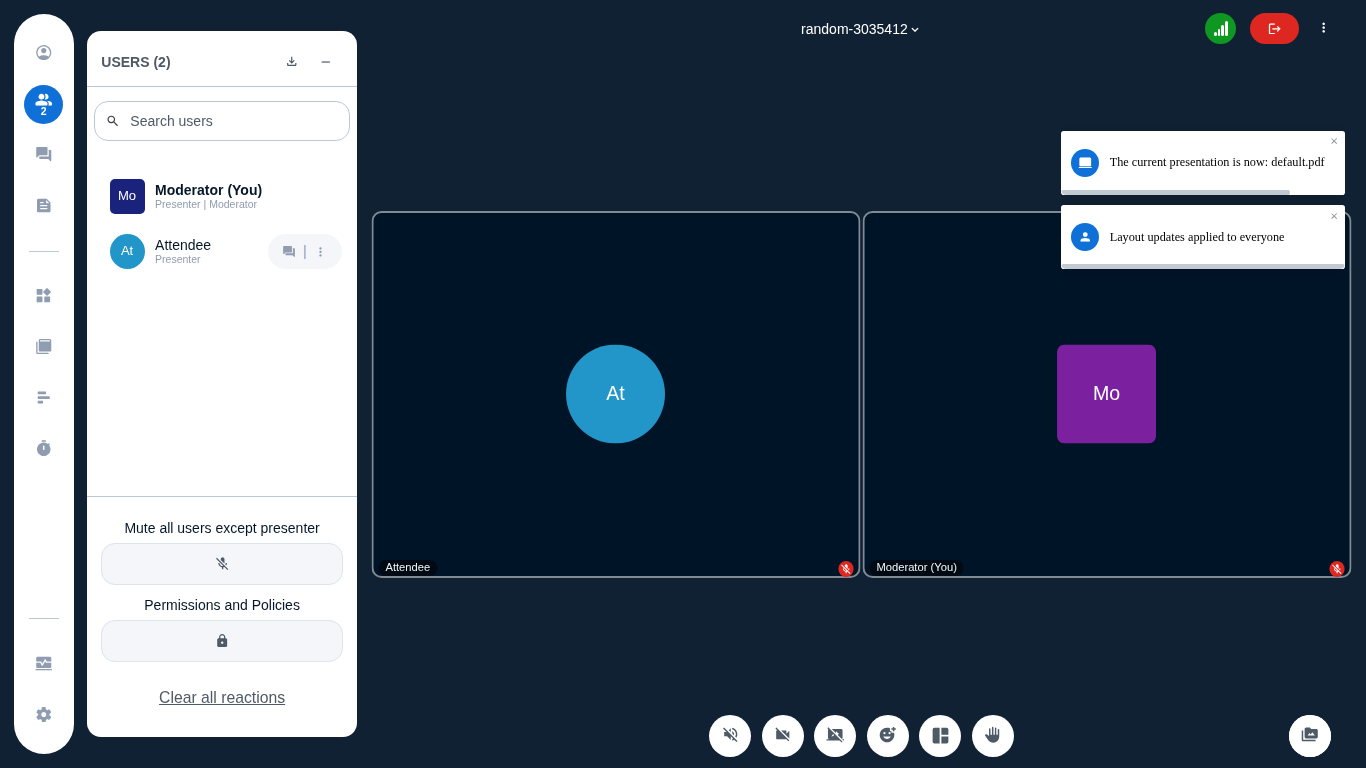 random-3035412
2
USERS (2)
Search users
Mo
Moderator (You)
Presenter | Moderator
At
Attendee
Presenter
Mute all users except presenter
Permissions and Policies
Clear all reactions
The current presentation is now: default.pdf
Layout updates applied to everyone
At
Attendee
Mo
Moderator (You)